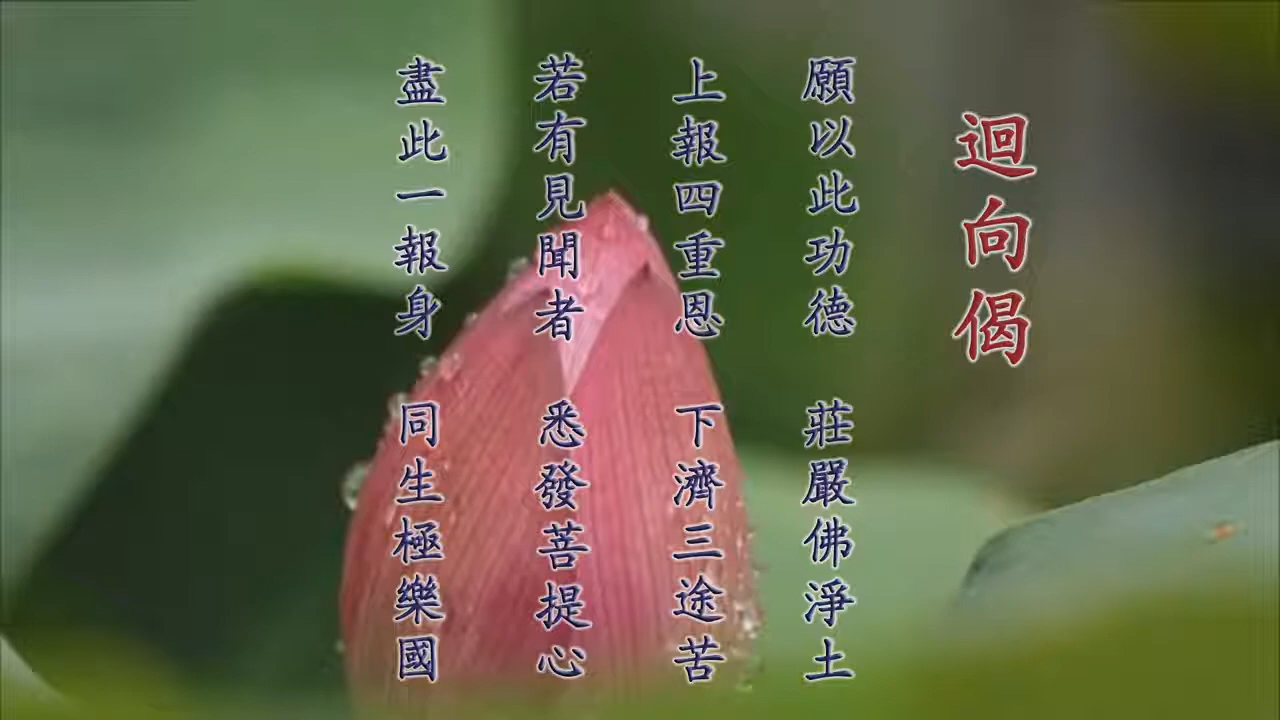 迴向偈
願以此功德 莊嚴佛淨土
上報四重恩 下濟三途苦
若有見聞者 悉發菩提心
盡此一報身 同生極樂國